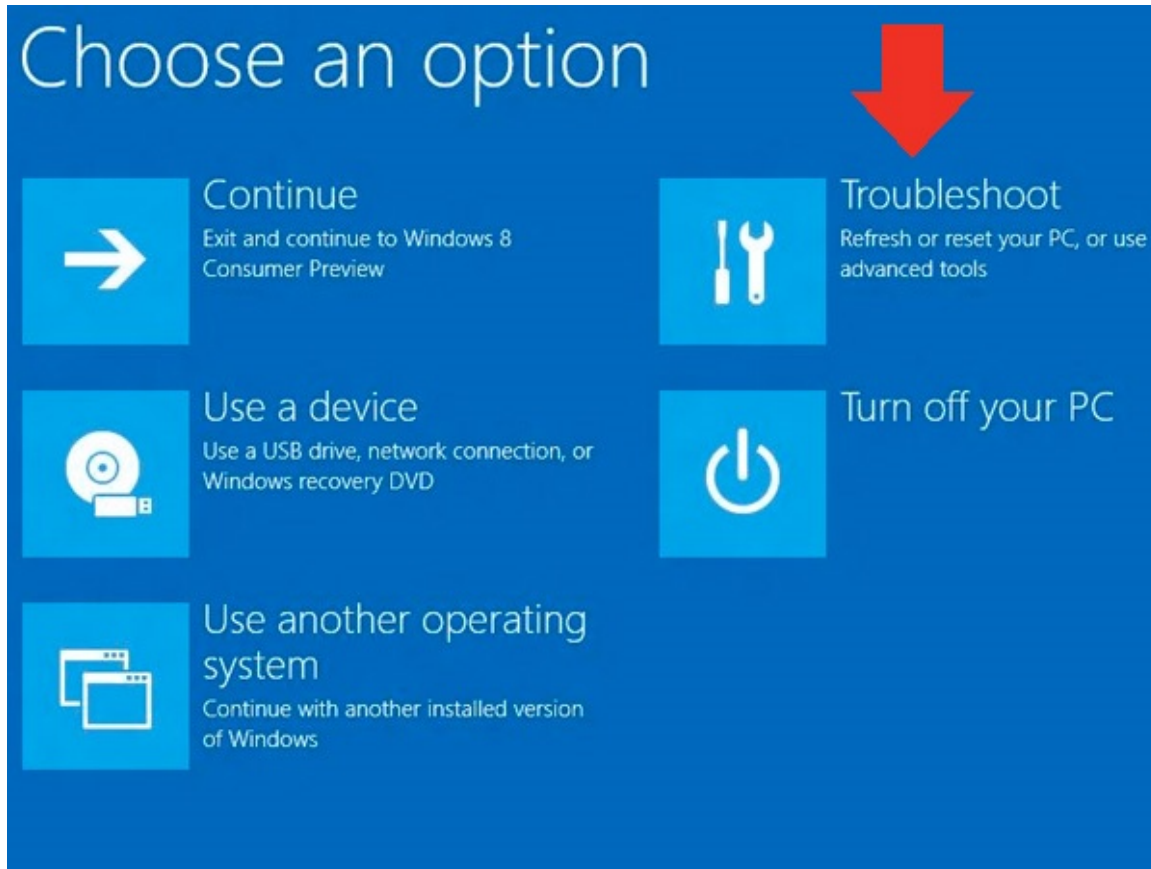 Choose an option
Continue
Exit and continue to Windows 8
Consumer Preview
Use a device
Use a USB drive, network connection, or
Windows recovery DVD
Use another operating
system
Continue with another installed version
of Windows
Troubleshoot
Refresh or reset your PC, or use
advanced tools
Turn off your PC